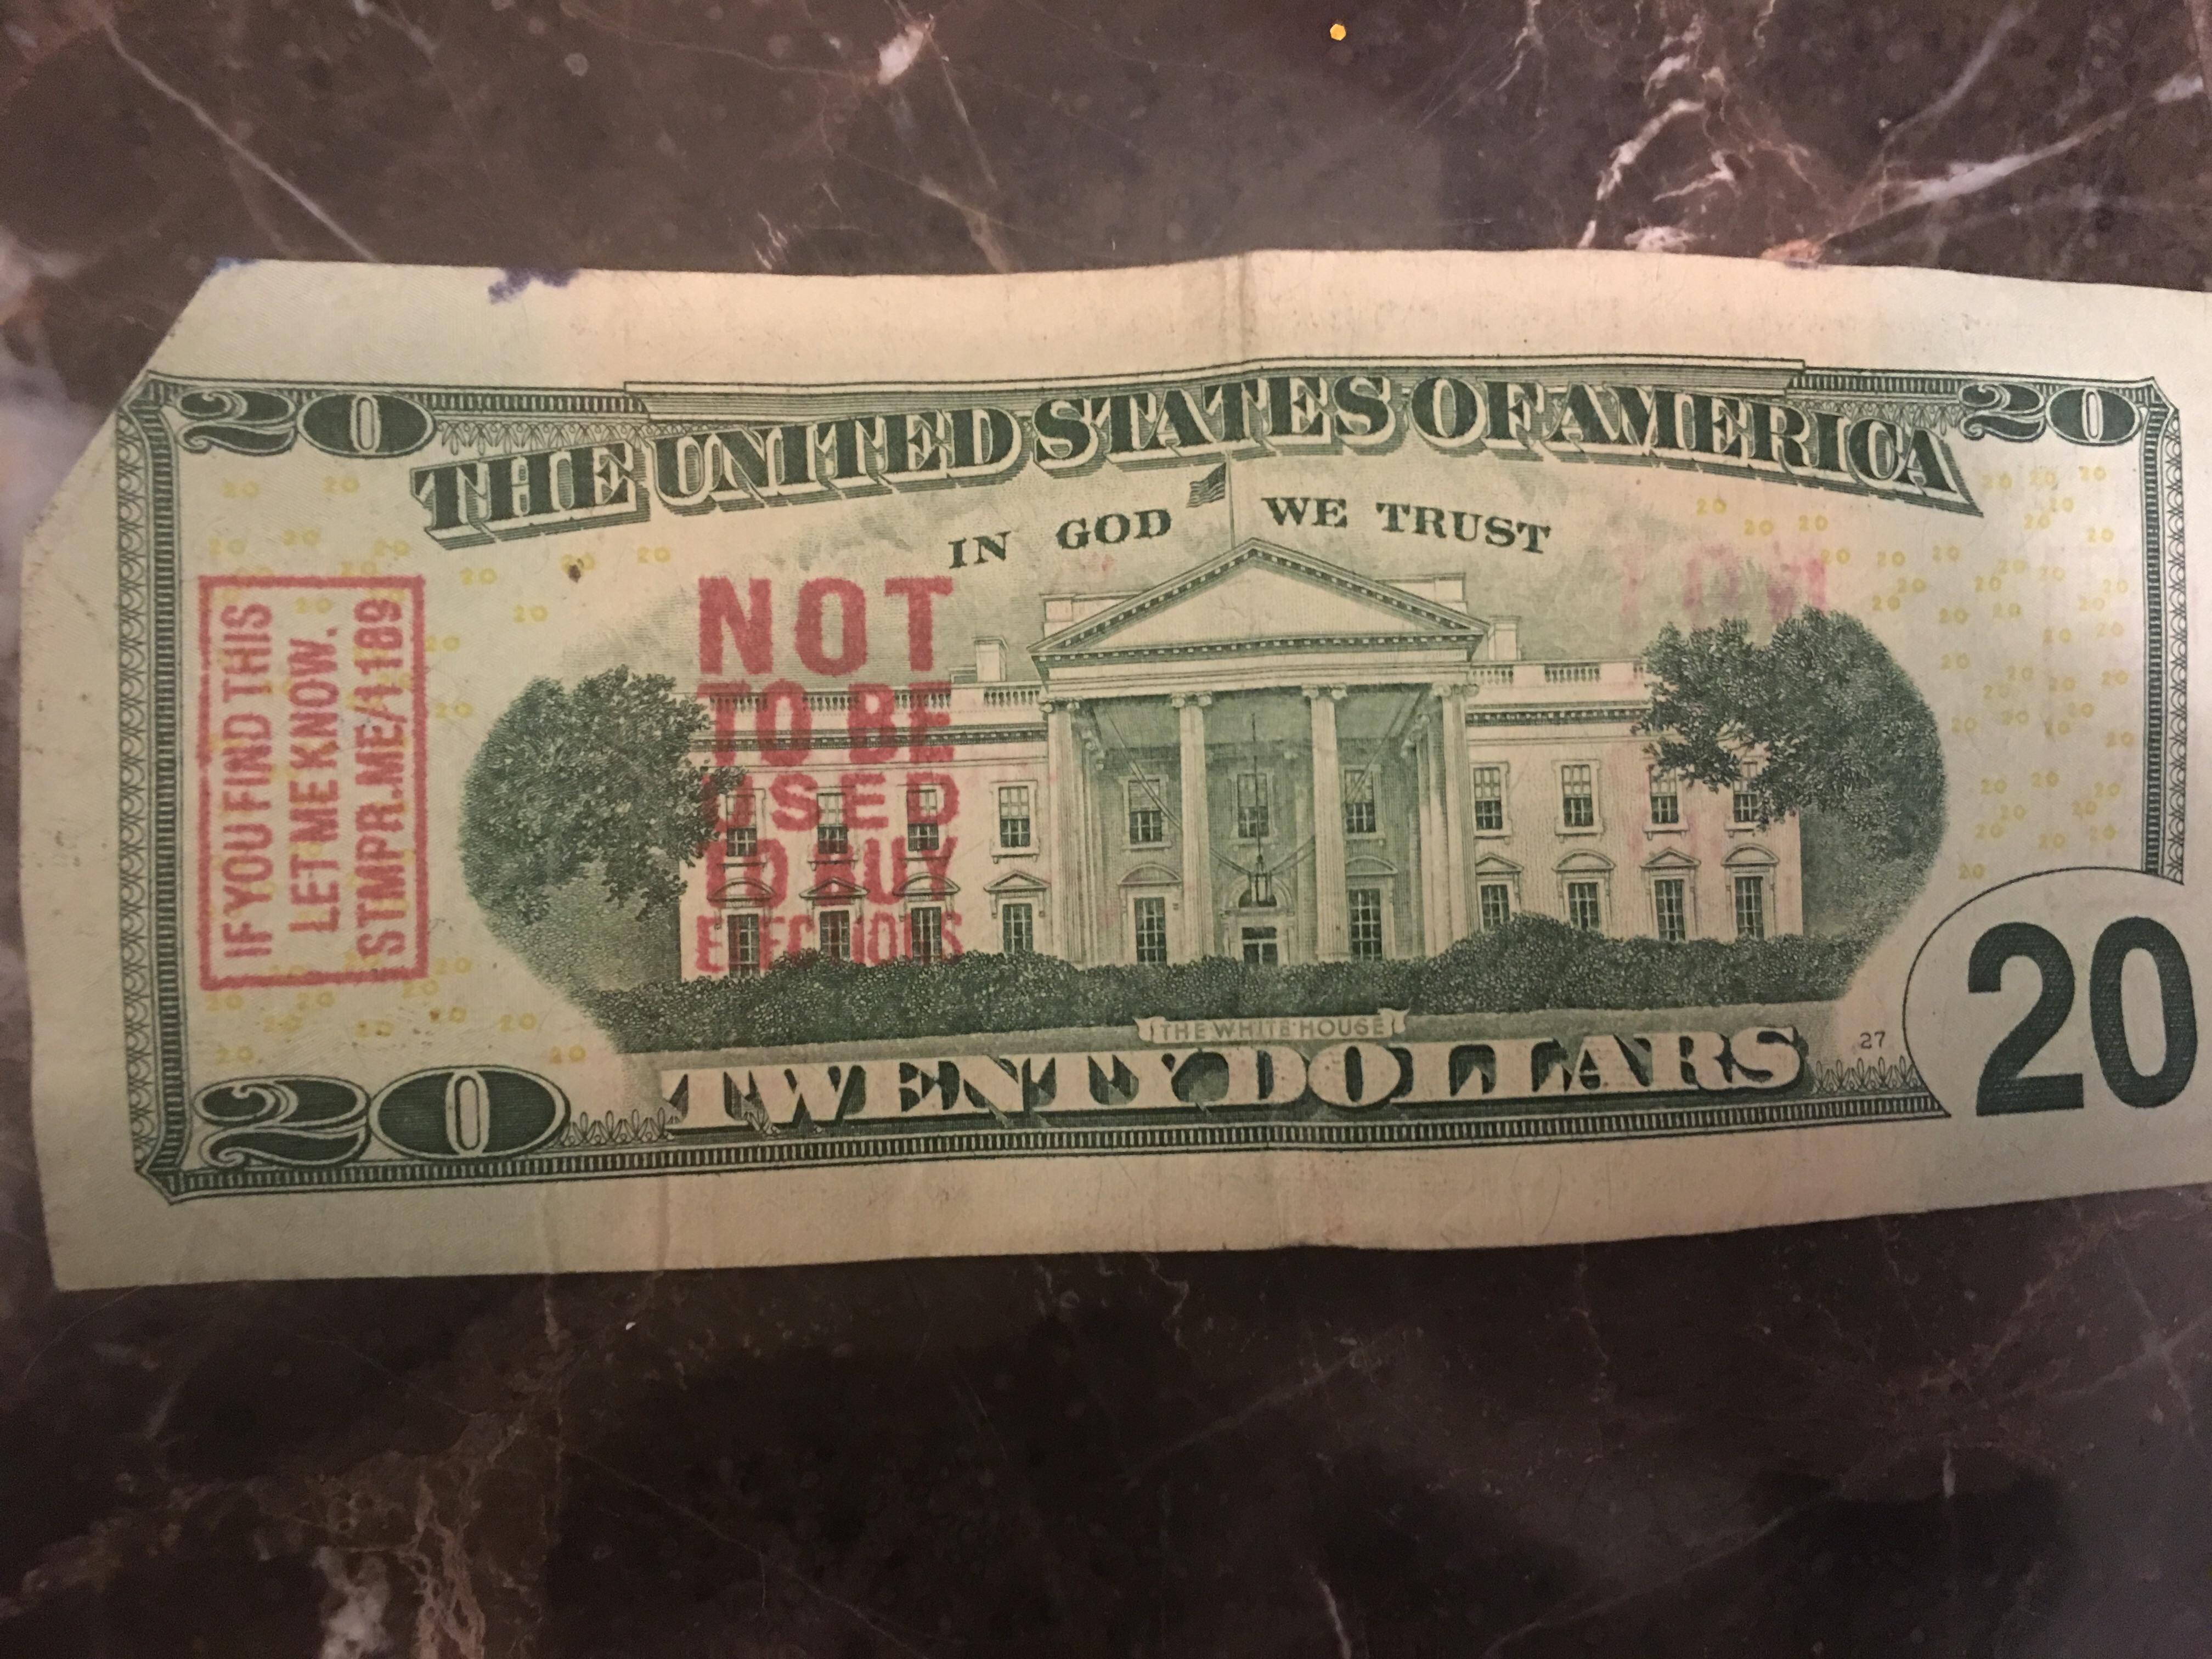 20
20
THE UNITED STATES OF AMERICA
IN GOD WE TRUST
IF YOU FIND THIS
LET ME KNOW.
STMPR.ME/1189
NOT
TO BE
USED
TO BUY
ELECTIONS
THE WHITE HOUSE
TWENTY DOLLARS
27
20
20